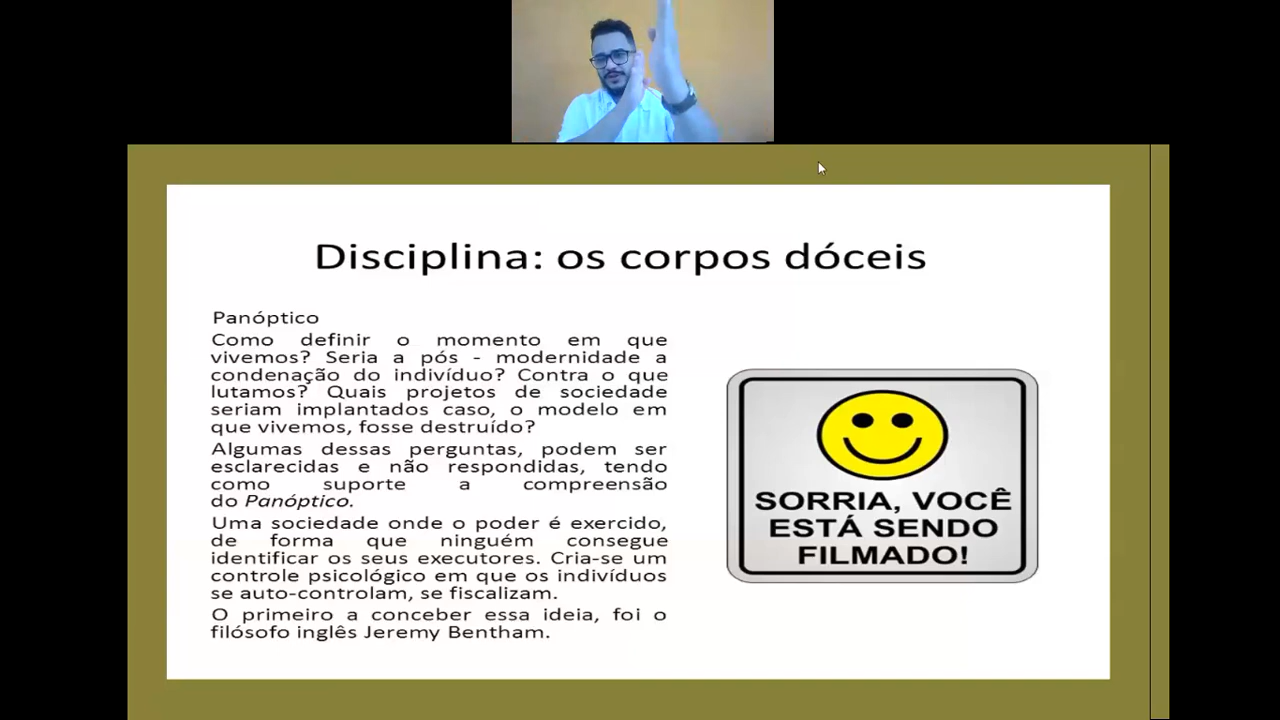 Disciplina: os corpos dóceis
Panóptico
Como definir o momento em que
vivemos? Seria a pós - modernidade a
condenação do indivíduo? Contra o que
lutamos? Quais projetos de sociedade
seriam implantados caso, o modelo em
que vivemos, fosse destruído?
Algumas dessas perguntas, podem ser
esclarecidas e não respondidas, tendo
como suporte a compreensão
do Panóptico.
Uma sociedade onde o poder é exercido,
de forma que ninguém consegue
identificar os seus executores. Cria-se um
controle psicológico em que os indivíduos
se auto-controlam, se fiscalizam.
O primeiro a conceber essa ideia, foi o
filósofo inglês Jeremy Bentham.
SORRIA, VOCÊ
ESTÁ SENDO
FILMADO!